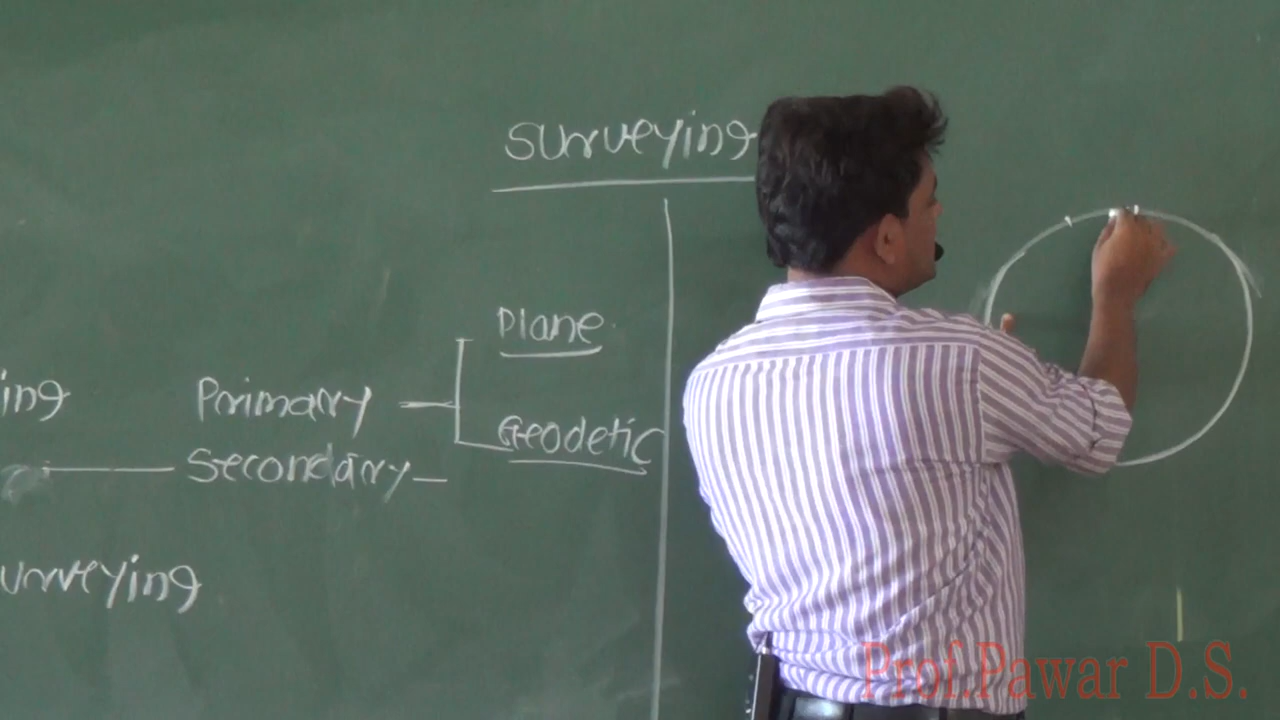 Surveying
Plane
Geodetic
ing
Primary
Secondary
urveying
Prof.Pawar D.S.